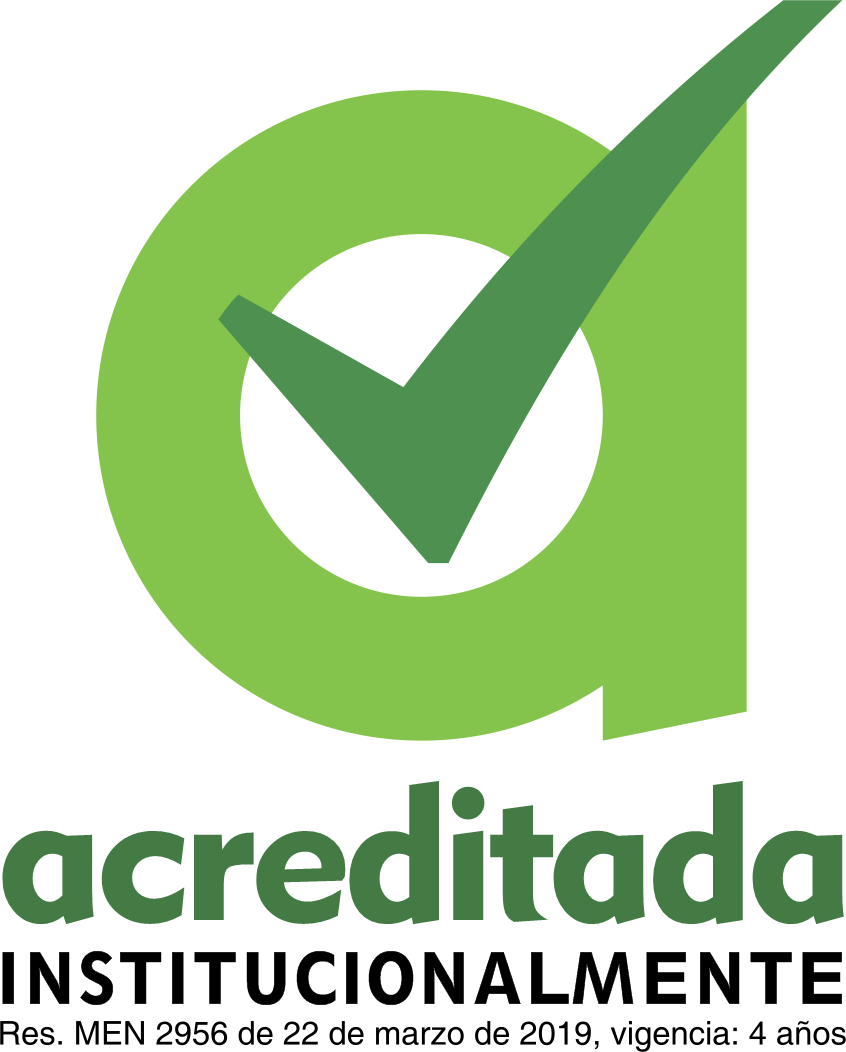 acreditada
INSTITUCIONALMENTE
Res. MEN 2956 de 22 de marzo de 2019, vigencia: 4 años